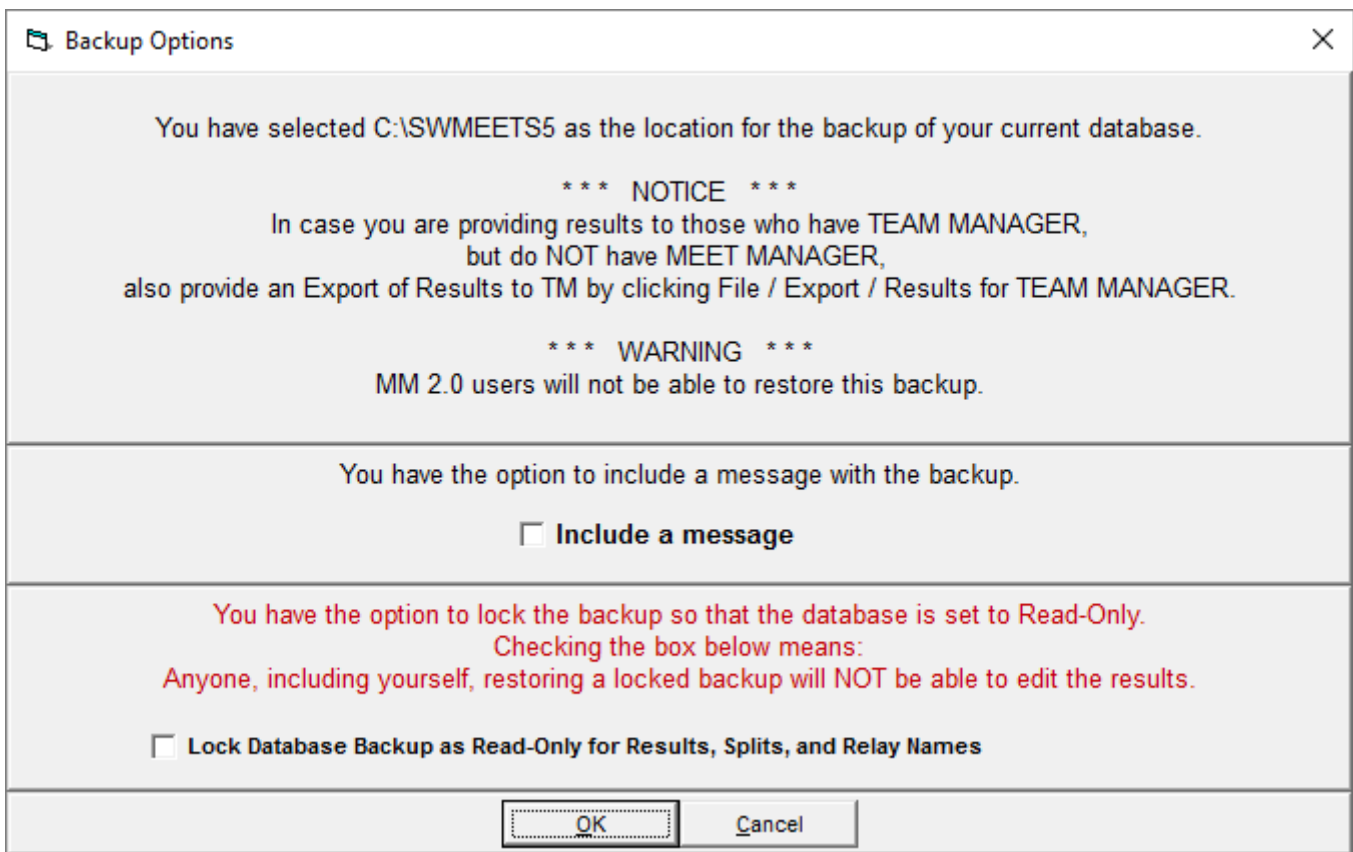 Backup Options
You have selected C:\SWMEETS5 as the location for the backup of your current database.
* * * NOTICE * * *
In case you are providing results to those who have TEAM MANAGER,
but do NOT have MEET MANAGER,
also provide an Export of Results to TM by clicking File / Export / Results for TEAM MANAGER.
* * * WARNING * * *
MM 2.0 users will not be able to restore this backup.
You have the option to include a message with the backup.
Include a message
You have the option to lock the backup so that the database is set to Read-Only.
Checking the box below means:
Anyone, including yourself, restoring a locked backup will NOT be able to edit the results.
Lock Database Backup as Read-Only for Results, Splits, and Relay Names
OK Cancel